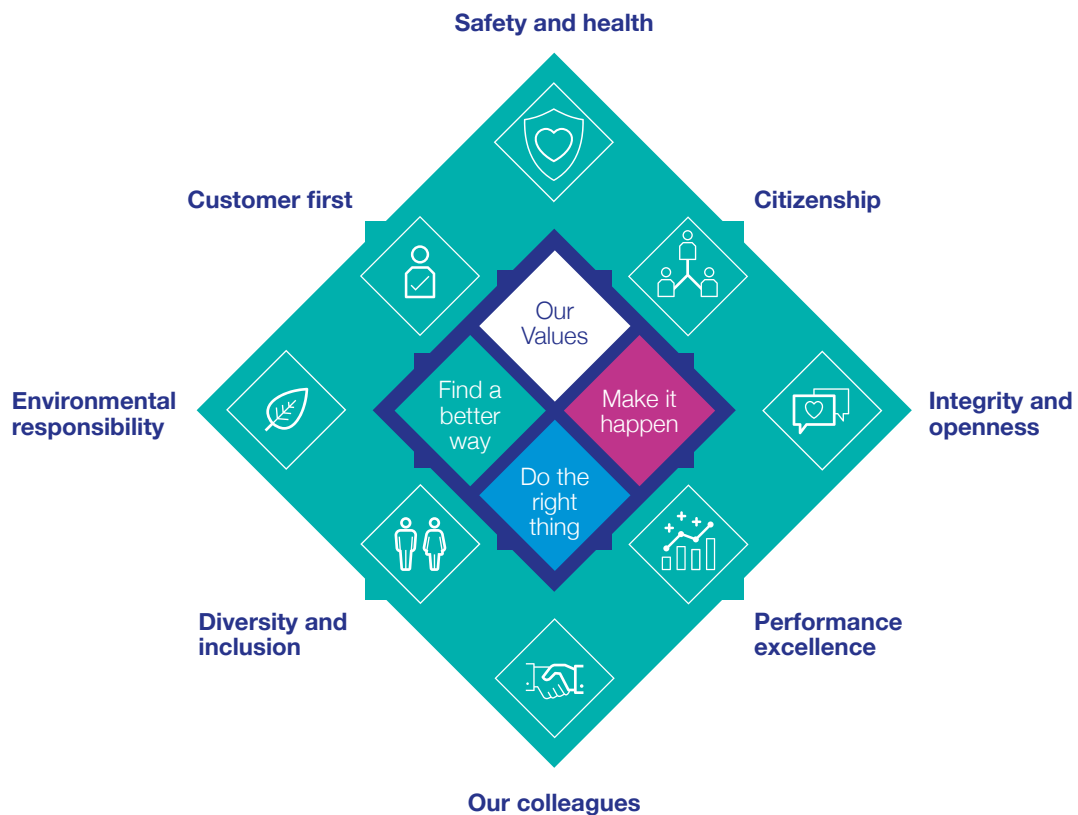 Safety and health
Customer first
Citizenship
Our
Values
Find a
better
way
Make it
happen
Do the
right
thing
Environmental
responsibility
Integrity and
openness
Diversity and
inclusion
Performance
excellence
Our colleagues